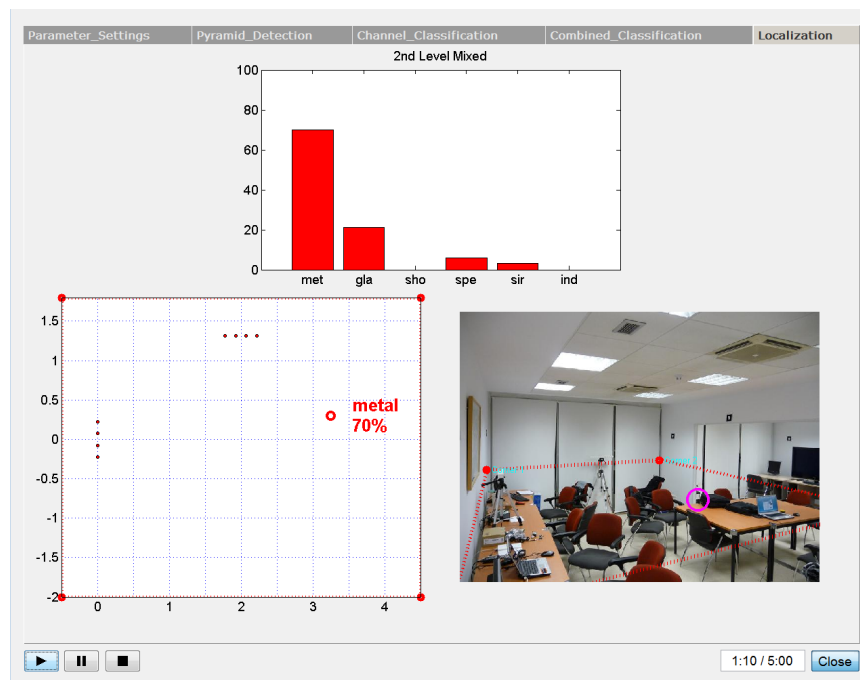 Parameter_Settings Pyramid_Detection Channel_Classification Combined_Classification Localization
2nd Level Mixed
100
80
60
40
20
0
met gla sho spe sir ind
1.5
1
0.5
0
-0.5
-1
-1.5
-2
metal
70%
0 1 2 3 4
1:10 / 5:00 Close